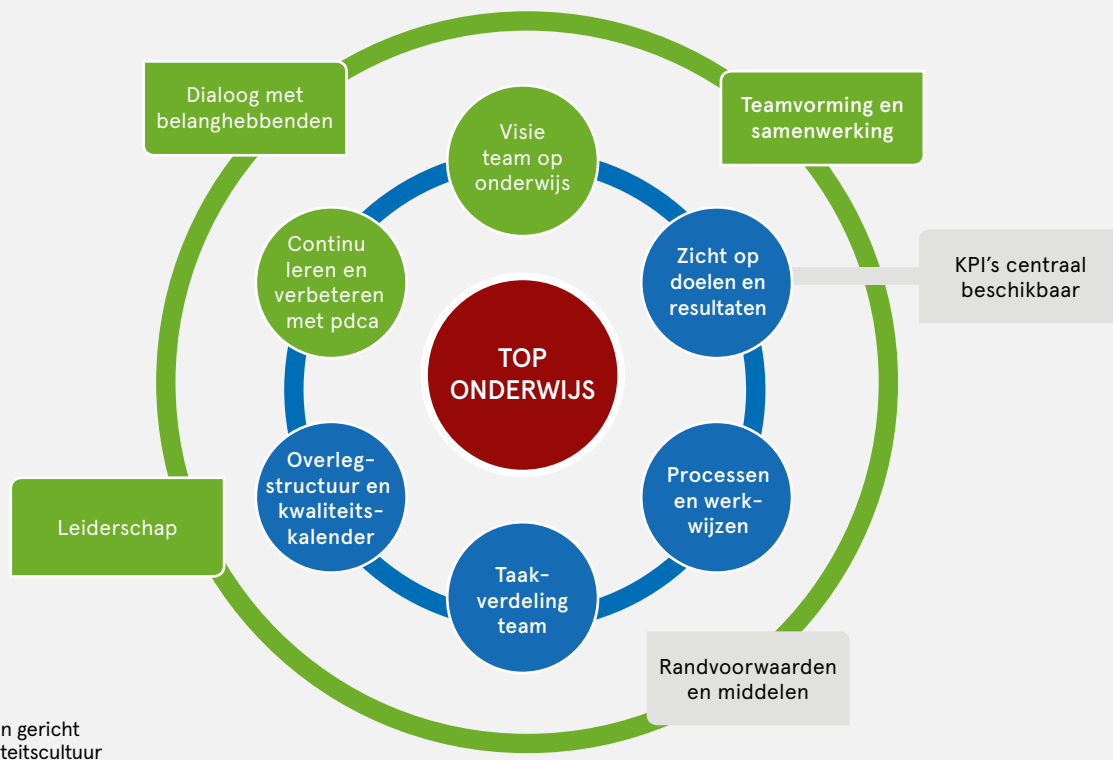 Dialoog met
belanghebbenden
Teamvorming en
samenwerking
Visie
team op
onderwijs
Continu
leren en
verbeteren
met pdca
Zicht op
doelen en
resultaten
KPI's centraal
beschikbaar
TOP
ONDERWIJS
Overleg-
structuur en
kwaliteits-
kalender
Processen
en werk-
wijzen
Leiderschap
Taak-
verdeling
team
Randvoorwaarden
en middelen
gericht